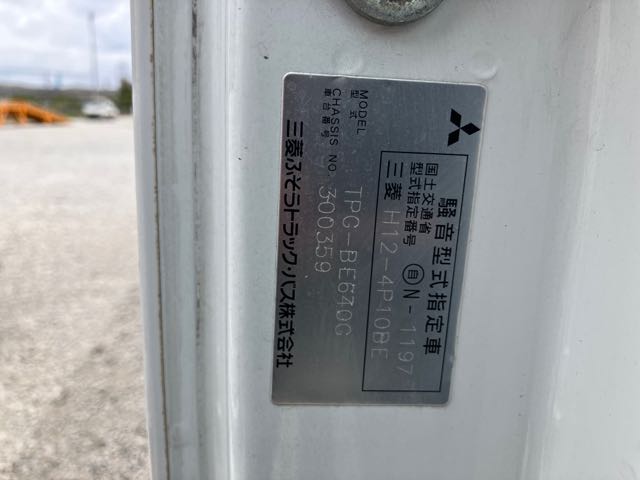 騒音型式指定車
国土交通省
型式指定番号 自N-1197
三菱 H12-4P10BE
MODEL
型式 TPG-BE640G
CHASSIS NO.
車台番号 300359
三菱ふそうトラック・バス株式会社